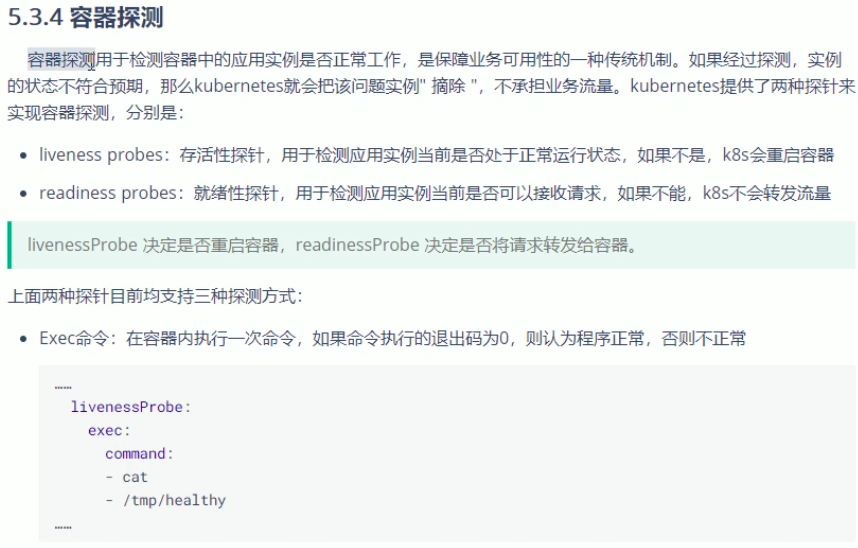 5.3.4 容器探测
容器探测用于检测容器中的应用实例是否正常工作，是保障业务可用性的一种传统机制。如果经过探测，实例
的状态不符合预期，那么kubernetes就会把该问题实例" 摘除 "，不承担业务流量。kubernetes提供了两种探针来
实现容器探测，分别是：
• liveness probes：存活性探针，用于检测应用实例当前是否处于正常运行状态，如果不是，k8s会重启容器
• readiness probes：就绪性探针，用于检测应用实例当前是否可以接收请求，如果不能，k8s不会转发流量
livenessProbe 决定是否重启容器，readinessProbe 决定是否将请求转发给容器。
上面两种探针目前均支持三种探测方式：
• Exec命令：在容器内执行一次命令，如果命令执行的退出码为0，则认为程序正常，否则不正常
……
livenessProbe:
exec:
command:
- cat
- /tmp/healthy
……